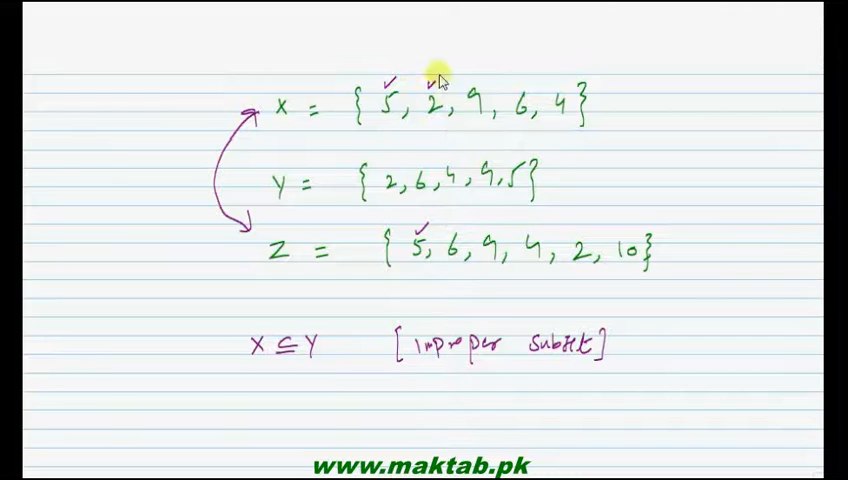 X = { 5, 2, 9, 6, 4 }
Y = { 2, 6, 4, 9, 5 }
Z = { 5, 6, 9, 4, 2, 10 }
X ⊆ Y [improper subset]
www.maktab.pk